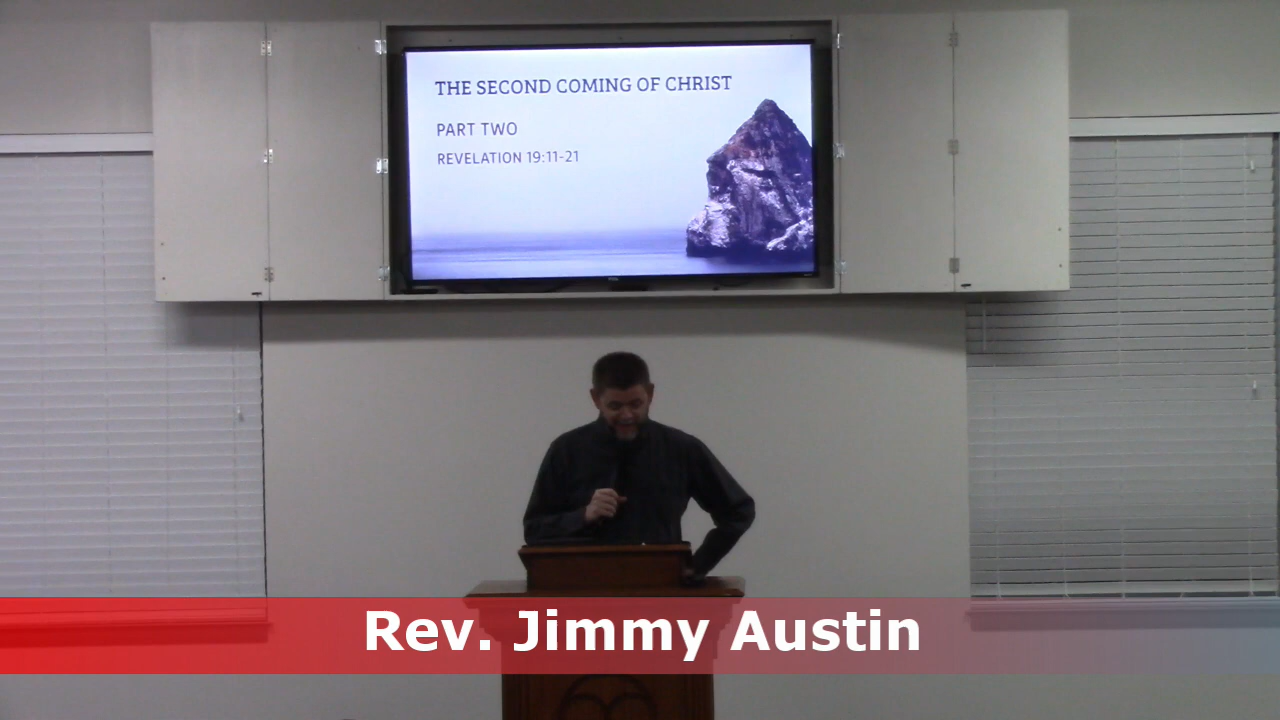 THE SECOND COMING OF CHRIST
PART TWO
REVELATION 19:11-21
Rev. Jimmy Austin